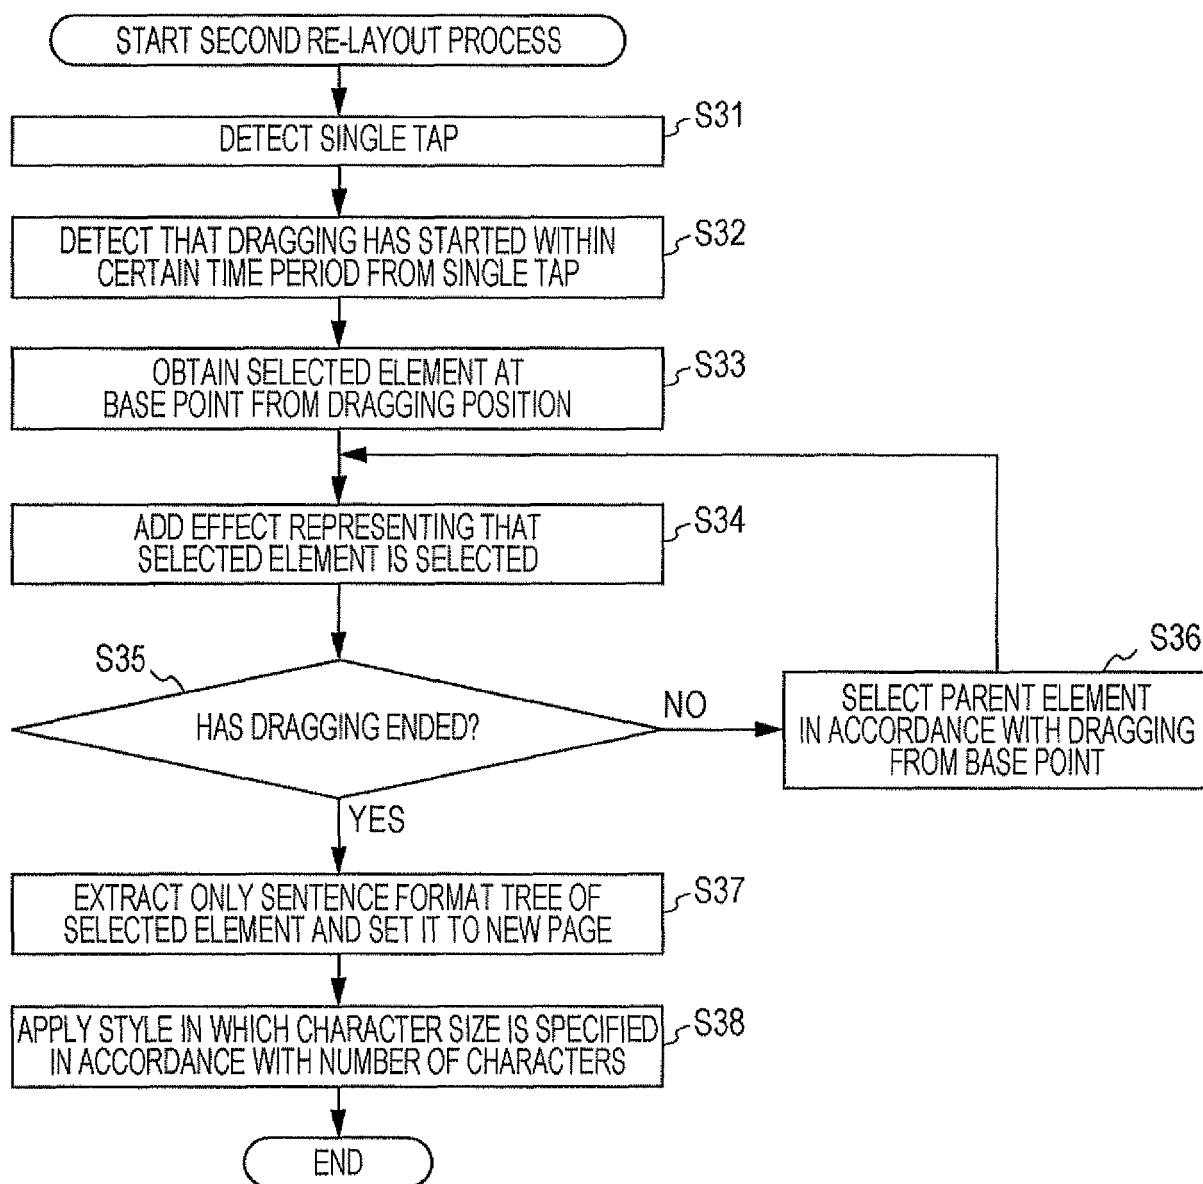 START SECOND RE-LAYOUT PROCESS
S31
DETECT SINGLE TAP
S32
DETECT THAT DRAGGING HAS STARTED WITHIN
CERTAIN TIME PERIOD FROM SINGLE TAP
S33
OBTAIN SELECTED ELEMENT AT
BASE POINT FROM DRAGGING POSITION
S34
ADD EFFECT REPRESENTING THAT
SELECTED ELEMENT IS SELECTED
S35
HAS DRAGGING ENDED?
NO
S36
SELECT PARENT ELEMENT
IN ACCORDANCE WITH DRAGGING
FROM BASE POINT
YES
S37
EXTRACT ONLY SENTENCE FORMAT TREE OF
SELECTED ELEMENT AND SET IT TO NEW PAGE
S38
APPLY STYLE IN WHICH CHARACTER SIZE IS SPECIFIED
IN ACCORDANCE WITH NUMBER OF CHARACTERS
END